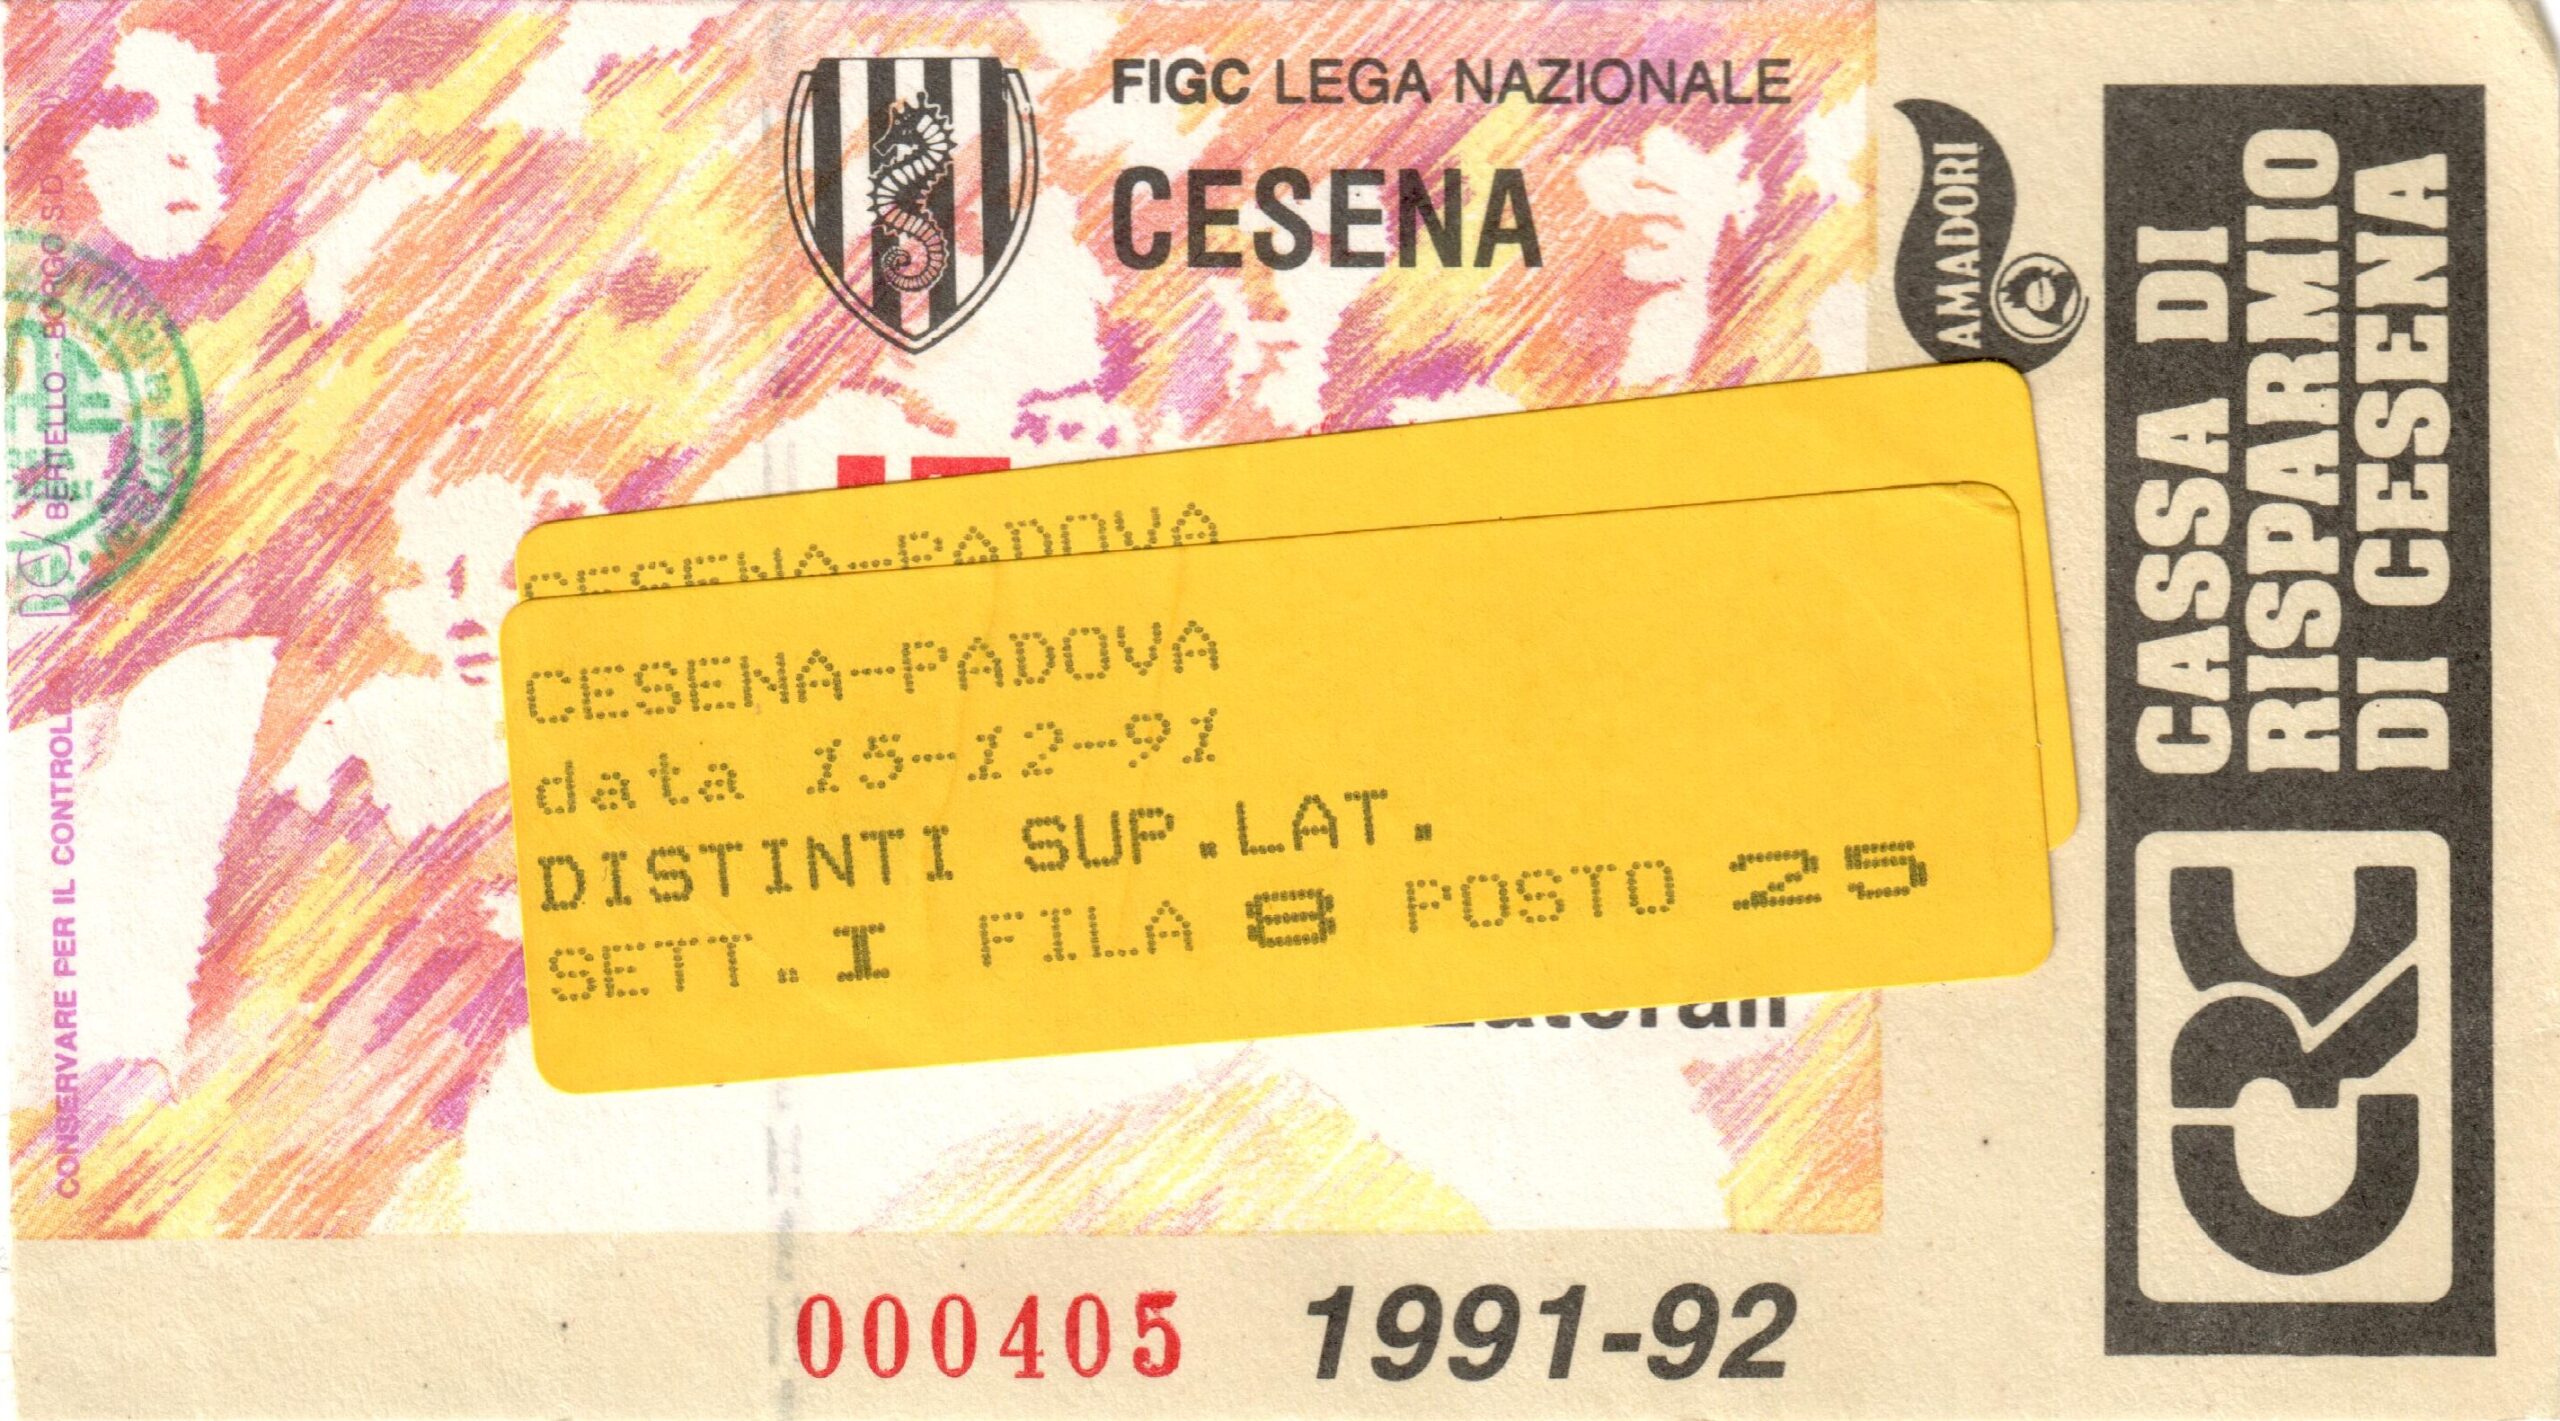 FIGC LEGA NAZIONALE
CESENA
AMADORI
CASSA DI
RISPARMIO
DI CESENA
CESENA-PADOVA
CESENA-PADOVA
data 15-12-91
DISTINTI SUP.LAT.
SETT.I FILA 8 POSTO 25
Laterali
000405 1991-92
CONSERVARE PER IL CONTROLLO
BERTELLO - BORGO S.D.